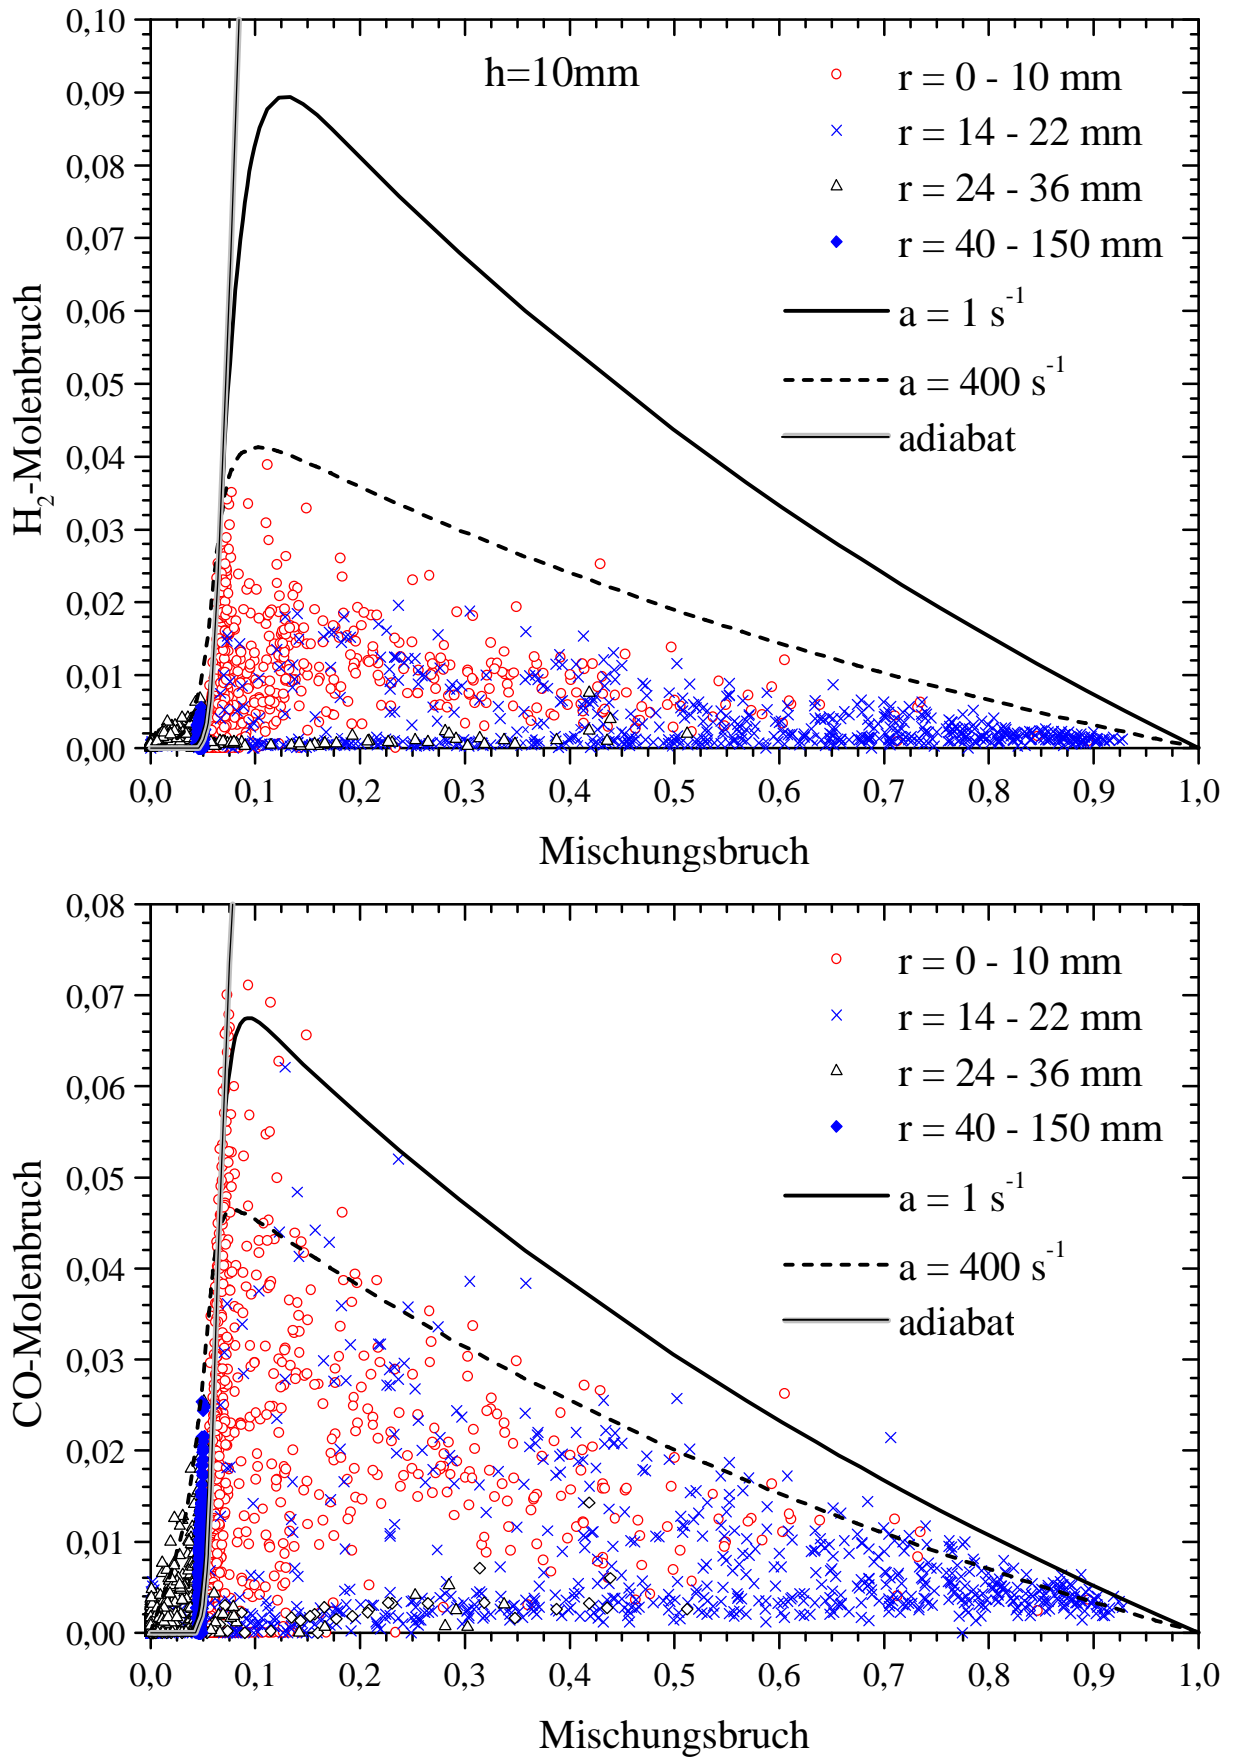 0,10
0,09
0,08
0,07
0,06
0,05
0,04
0,03
0,02
0,01
0,00
H₂-Molenbruch
h=10mm
r = 0 - 10 mm
r = 14 - 22 mm
r = 24 - 36 mm
r = 40 - 150 mm
a = 1 s⁻¹
a = 400 s⁻¹
adiabat
0,0 0,1 0,2 0,3 0,4 0,5 0,6 0,7 0,8 0,9 1,0
Mischungsbruch
0,08
0,07
0,06
0,05
0,04
0,03
0,02
0,01
0,00
CO-Molenbruch
r = 0 - 10 mm
r = 14 - 22 mm
r = 24 - 36 mm
r = 40 - 150 mm
a = 1 s⁻¹
a = 400 s⁻¹
adiabat
0,0 0,1 0,2 0,3 0,4 0,5 0,6 0,7 0,8 0,9 1,0
Mischungsbruch